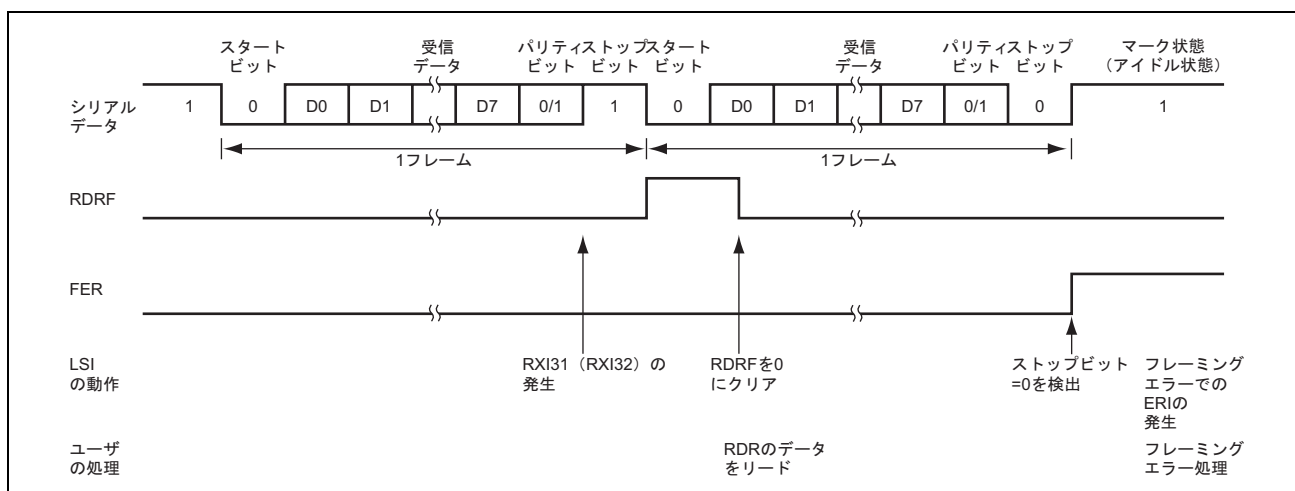 スタート
ビット
受信
データ
パリティ
ビット
ストップ
ビット
スタート
ビット
受信
データ
パリティ
ビット
ストップ
ビット
マーク状態
(アイドル状態)
シリアル
データ
1 0 D0 D1 D7 0/1 1 0 D0 D1 D7 0/1 0 1
1フレーム
1フレーム
RDRF
FER
LSI
の動作
RXI31(RXI32)の
発生
RDRFを0
にクリア
ストップビット
=0を検出
フレーミング
エラーでの
ERIの
発生
ユーザ
の処理
RDRのデータ
をリード
フレーミング
エラー処理